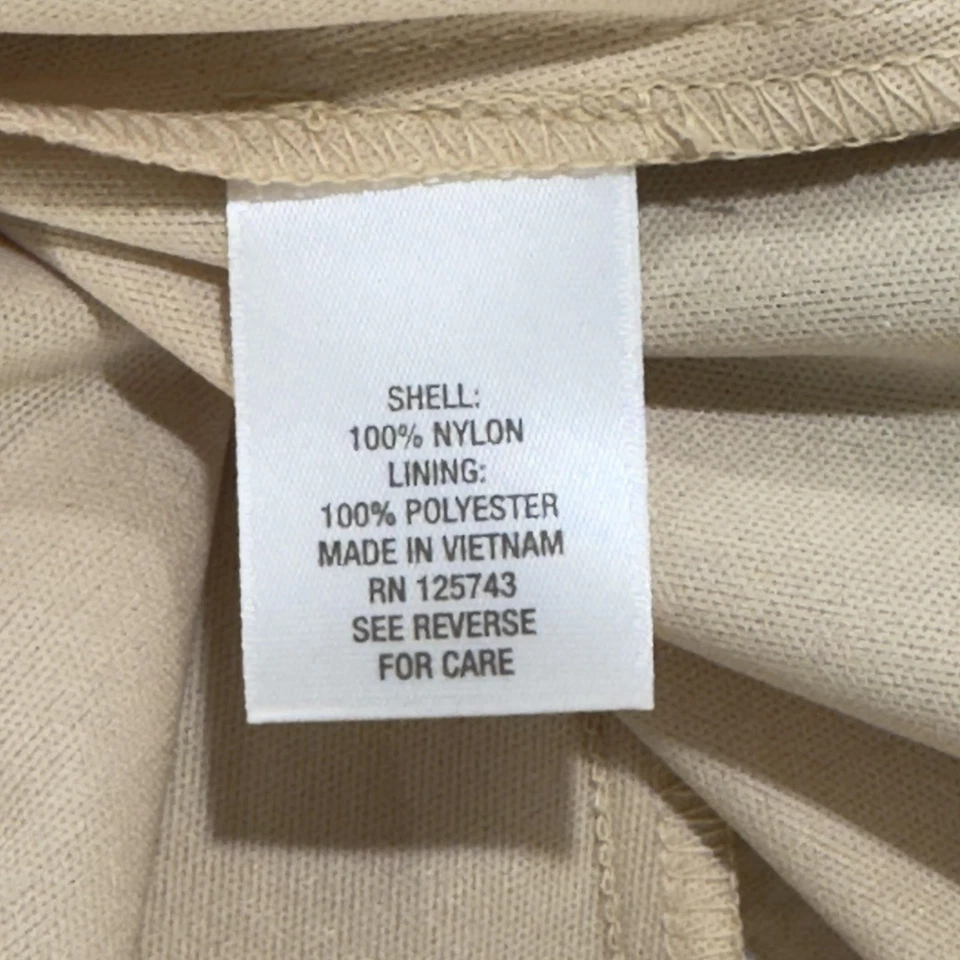 SHELL:
100% NYLON
LINING:
100% POLYESTER
MADE IN VIETNAM
RN 125743
SEE REVERSE
FOR CARE